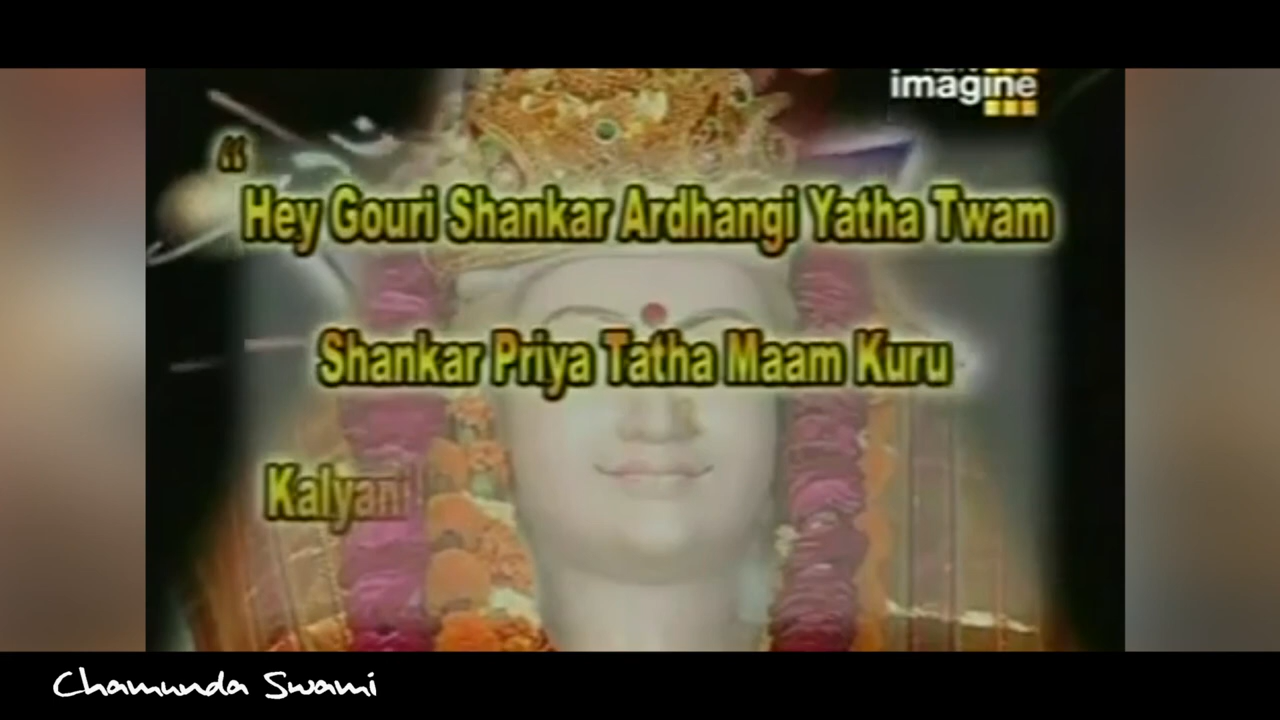 imagine
“
Hey Gouri Shankar Ardhangi Yatha Twam
Shankar Priya Tatha Maam Kuru
Kalyani
Chamunda Swami